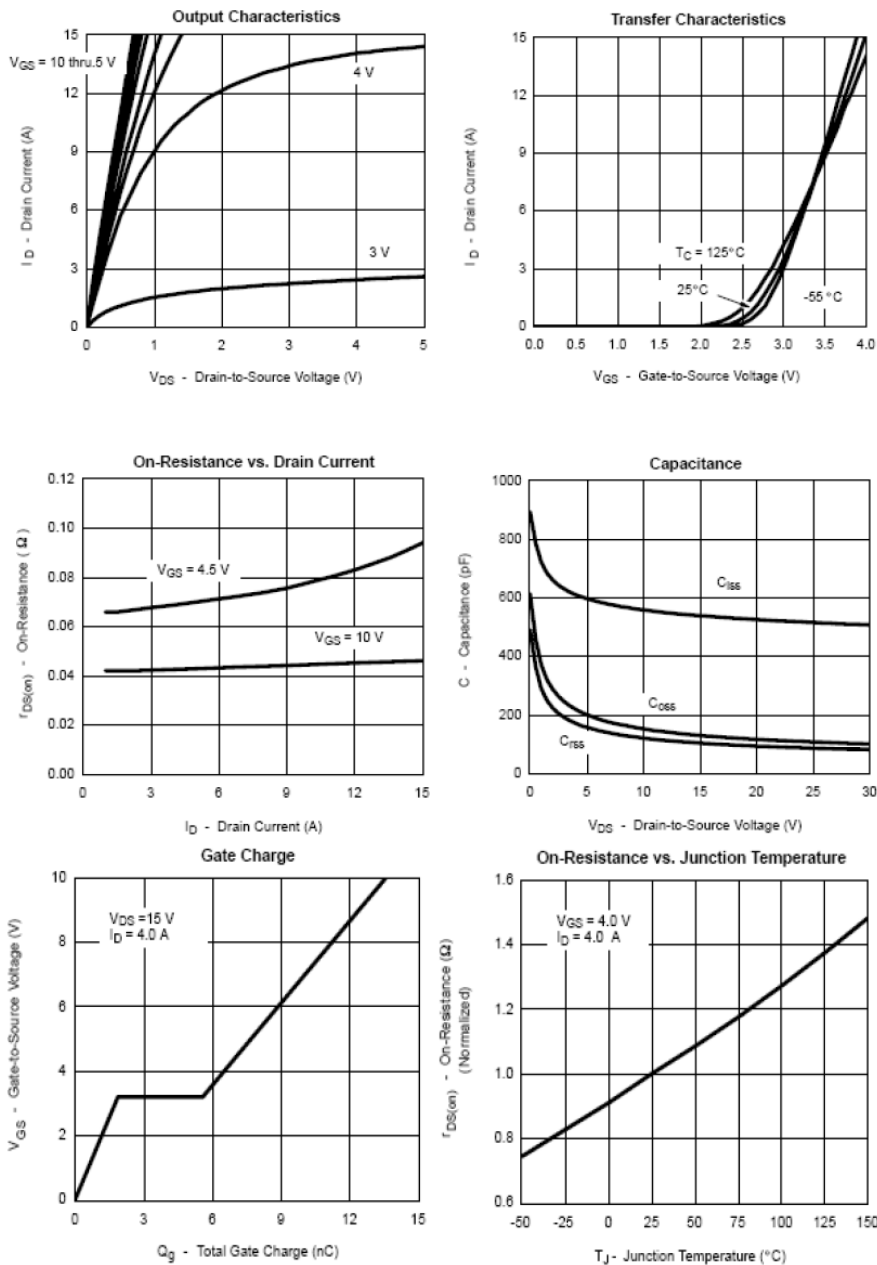 Output Characteristics
15
12
9
6
3
0
I D - Drain Current (A)
VGS = 10 thru.5 V
4 V
3 V
0
1
2
3
4
5
VDS - Drain-to-Source Voltage (V)
Transfer Characteristics
15
12
9
6
3
0
I D - Drain Current (A)
TC = 125°C
25°C
-55 °C
0.0
0.5
1.0
1.5
2.0
2.5
3.0
3.5
4.0
VGS - Gate-to-Source Voltage (V)
On-Resistance vs. Drain Current
0.12
0.10
0.08
0.06
0.04
0.02
0.00
rDS(on) - On-Resistance ( Ω )
VGS = 4.5 V
VGS = 10 V
0
3
6
9
12
15
ID - Drain Current (A)
Capacitance
1000
800
600
400
200
0
C - Capacitance (pF)
Ciss
Coss
Crss
0
5
10
15
20
25
30
VDS - Drain-to-Source Voltage (V)
Gate Charge
10
8
6
4
2
0
VGS - Gate-to-Source Voltage (V)
VDS =15 V
ID = 4.0 A
0
3
6
9
12
15
Qg - Total Gate Charge (nC)
On-Resistance vs. Junction Temperature
1.6
1.4
1.2
1.0
0.8
0.6
rDS(on) - On-Resistance (Ω)
(Normalized)
VGS = 4.0 V
ID = 4.0 A
-50
-25
0
25
50
75
100
125
150
TJ - Junction Temperature (°C)